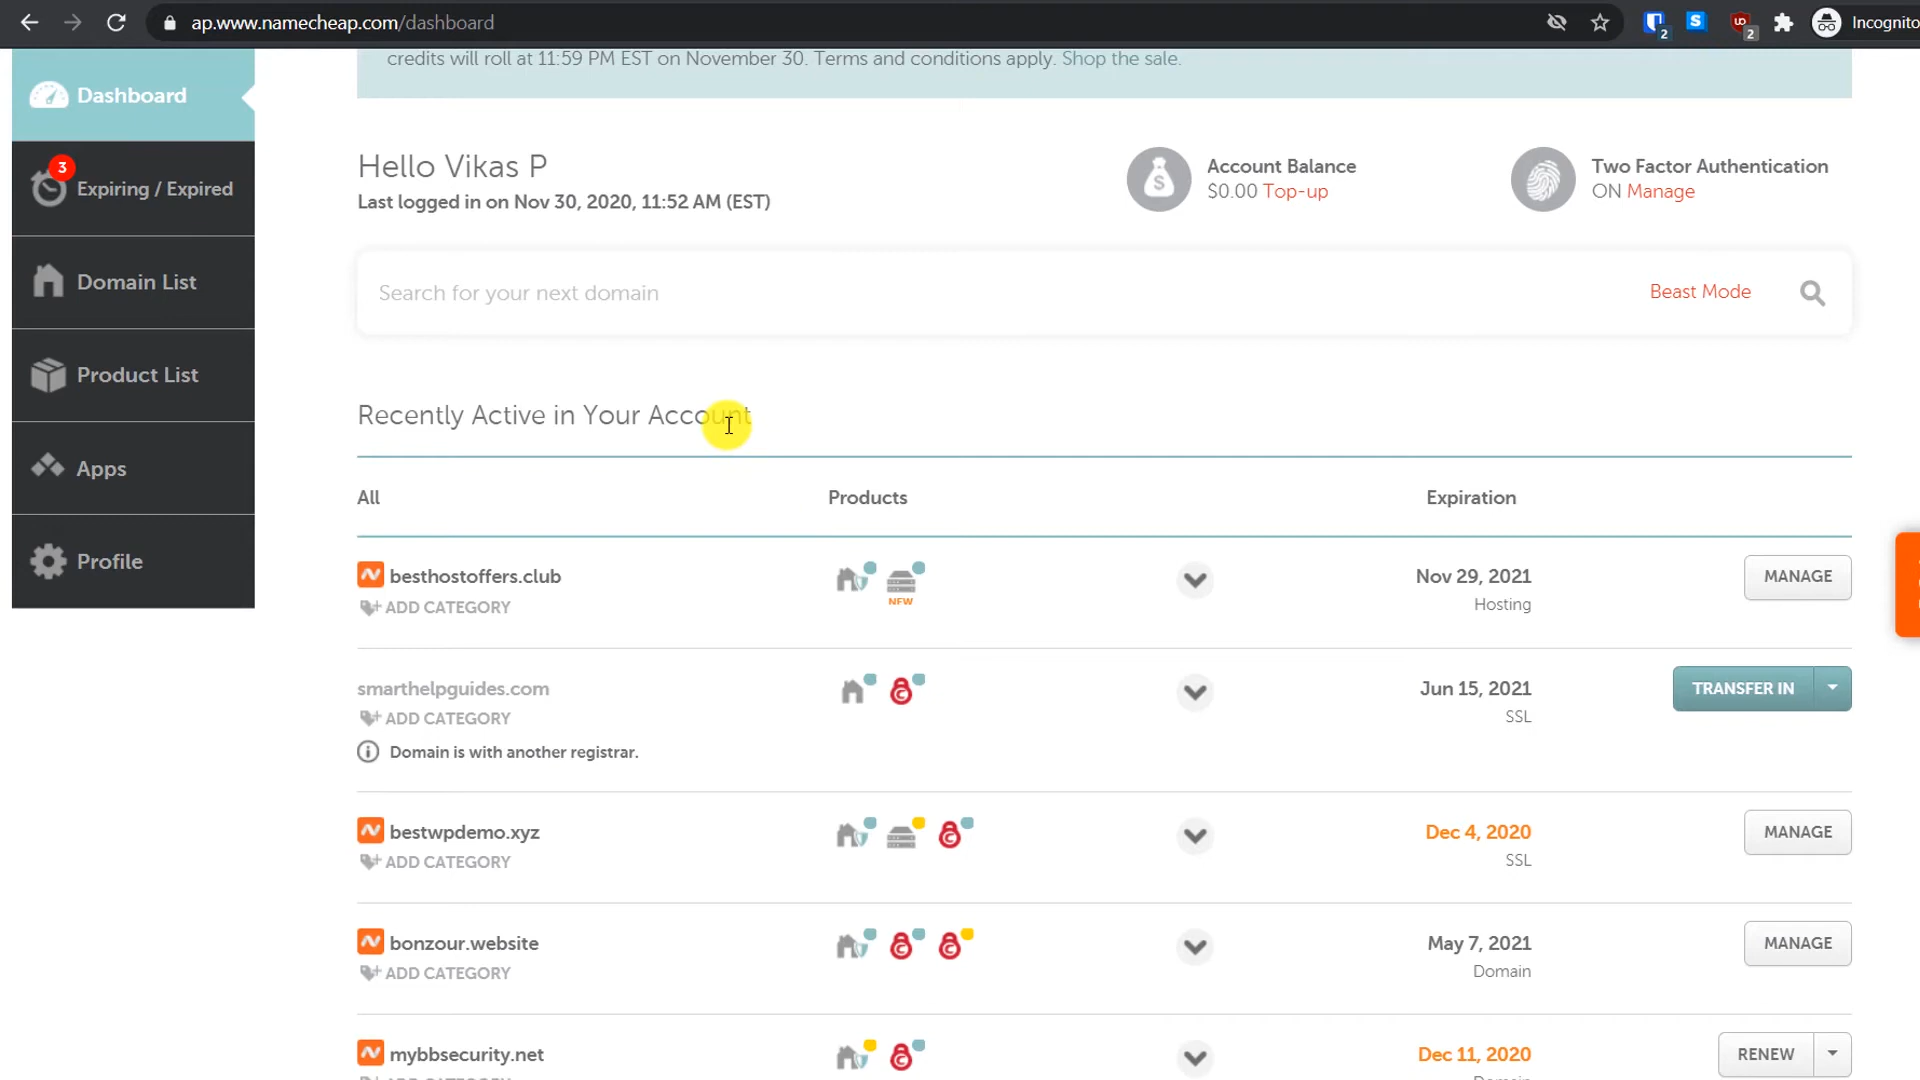 ap.www.namecheap.com/dashboard
2
S
2
Incognito
credits will roll at 11:59 PM EST on November 30. Terms and conditions apply. Shop the sale.
Dashboard
3
Expiring / Expired
Domain List
Product List
Apps
Profile
Hello Vikas P
Last logged in on Nov 30, 2020, 11:52 AM (EST)
Account Balance
$0.00 Top-up
Two Factor Authentication
ON Manage
Search for your next domain
Beast Mode
Recently Active in Your Account
All Products Expiration
besthostoffers.club
ADD CATEGORY
NEW
Nov 29, 2021
Hosting
MANAGE
smarthelpguides.com
ADD CATEGORY
Domain is with another registrar.
Jun 15, 2021
SSL
TRANSFER IN
bestwpdemo.xyz
ADD CATEGORY
Dec 4, 2020
SSL
MANAGE
bonzour.website
ADD CATEGORY
May 7, 2021
Domain
MANAGE
mybbsecurity.net
Dec 11, 2020
RENEW